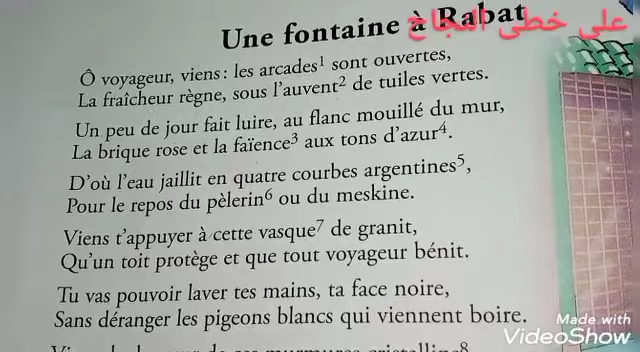 على خطى النجاح
Une fontaine à Rabat
Ô voyageur, viens : les arcades¹ sont ouvertes,
La fraîcheur règne, sous l'auvent² de tuiles vertes.
Un peu de jour fait luire, au flanc mouillé du mur,
La brique rose et la faïence³ aux tons d'azur⁴.
D'où l'eau jaillit en quatre courbes argentines⁵,
Pour le repos du pèlerin⁶ ou du meskine.
Viens t'appuyer à cette vasque⁷ de granit,
Qu'un toit protège et que tout voyageur bénit.
Tu vas pouvoir laver tes mains, ta face noire,
Sans déranger les pigeons blancs qui viennent boire.
Made with
VideoShow